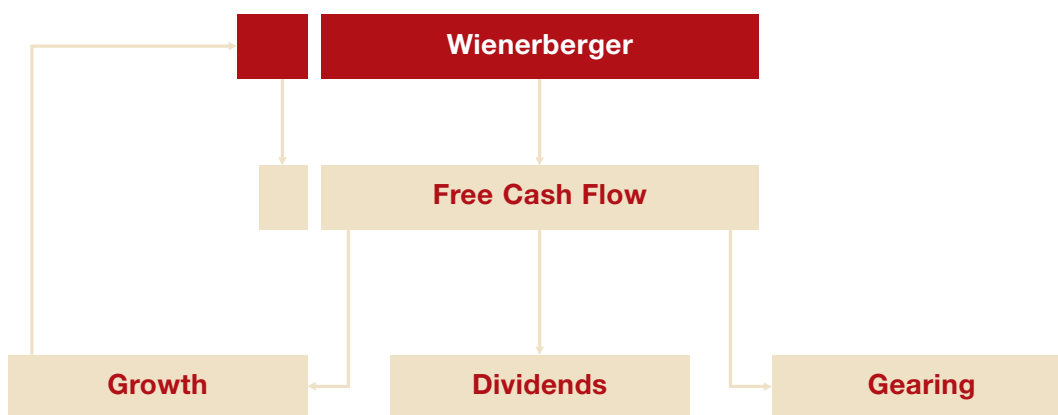 Wienerberger
Free Cash Flow
Growth
Dividends
Gearing